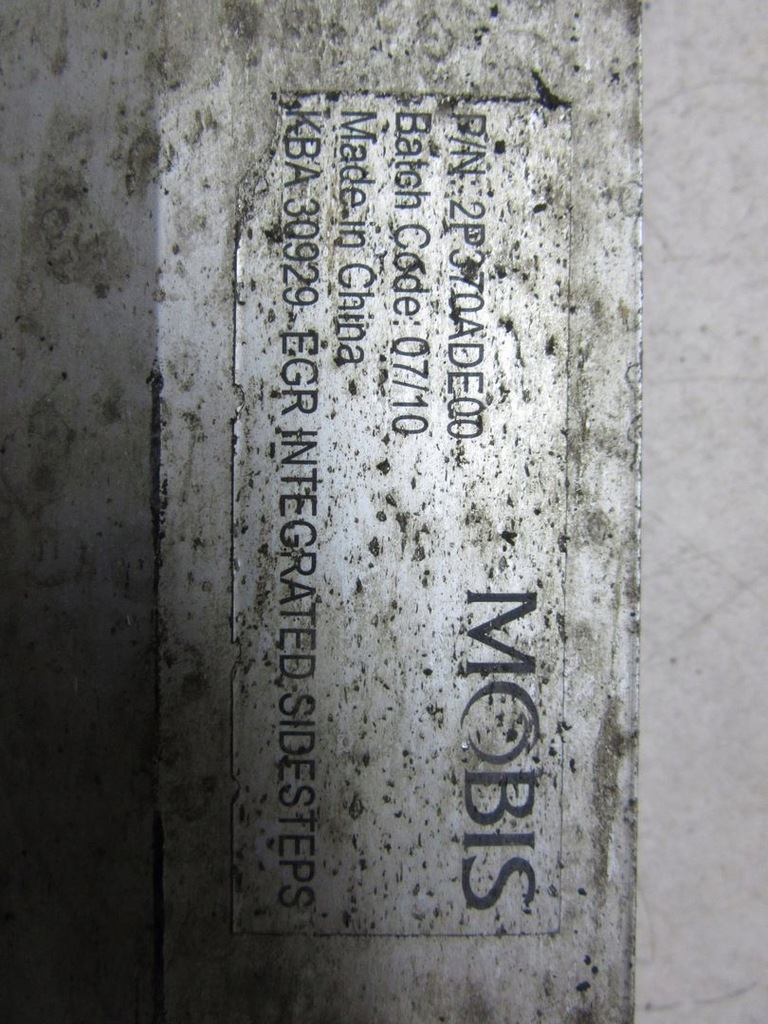 P/N: 2P370ADE00
MOBIS
Batch Code: 07/10
Made in China
KBA 30929 EGR INTEGRATED SIDESTEPS